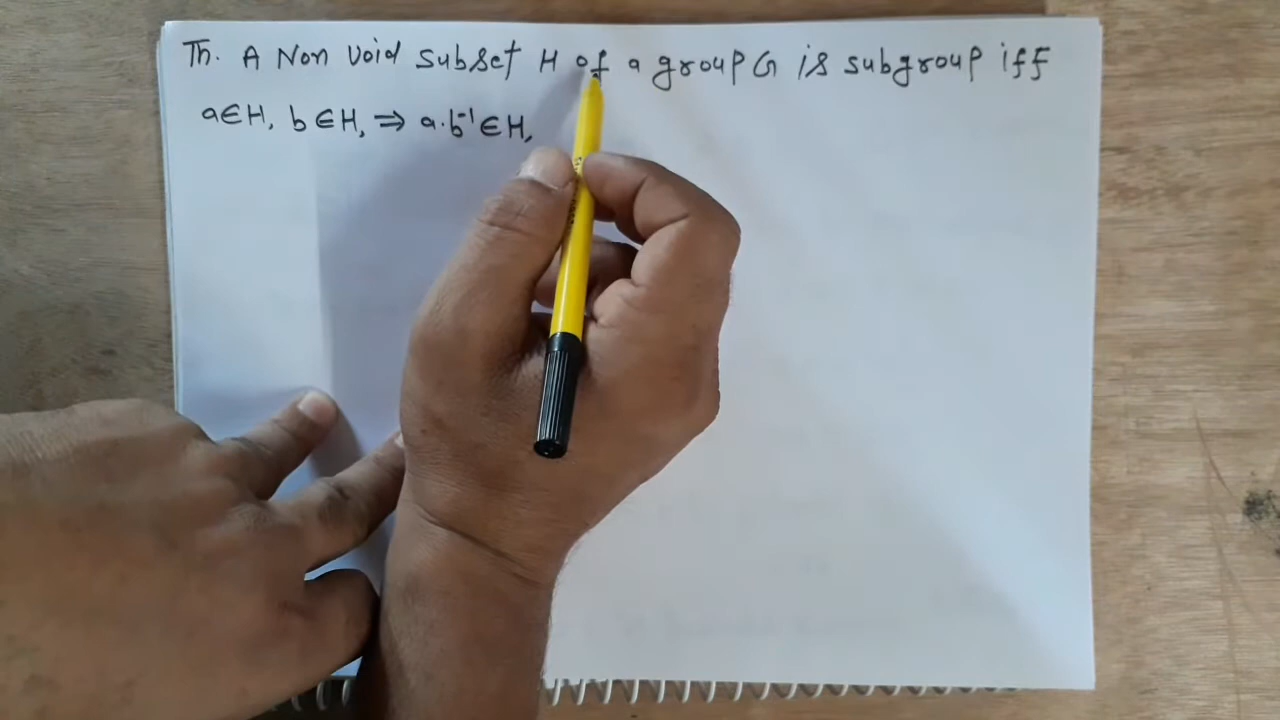 Th. A Non Void Subset H of a group G is subgroup iff
a∈H, b∈H, ⇒ a.b⁻¹∈H,